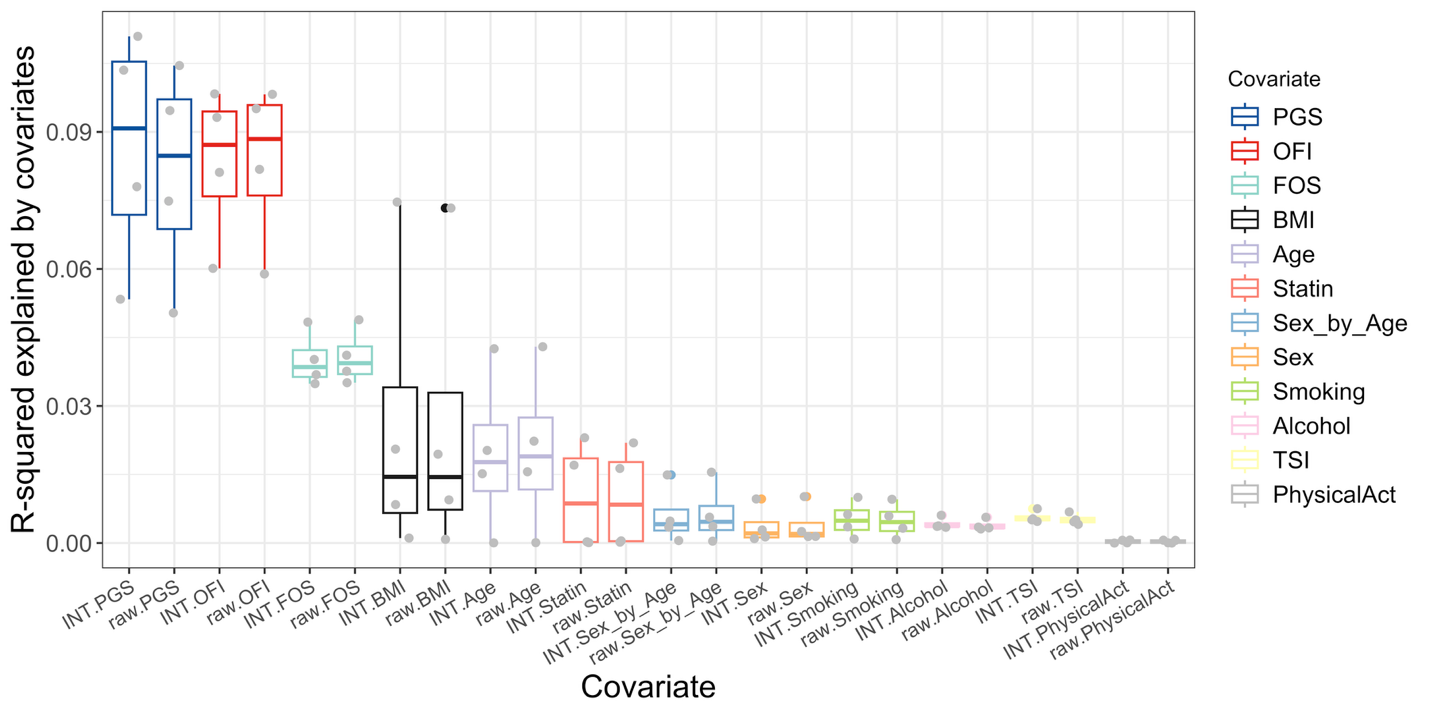 R-squared explained by covariates
0.09
0.06
0.03
0.00
INT.PGS
raw.PGS
INT.OFI
raw.OFI
INT.FOS
raw.FOS
INT.BMI
raw.BMI
INT.Age
raw.Age
INT.Statin
raw.Statin
INT.Sex_by_Age
raw.Sex_by_Age
INT.Sex
raw.Sex
INT.Smoking
raw.Smoking
INT.Alcohol
raw.Alcohol
INT.TSI
raw.TSI
INT.PhysicalAct
raw.PhysicalAct
Covariate
Covariate
PGS
OFI
FOS
BMI
Age
Statin
Sex_by_Age
Sex
Smoking
Alcohol
TSI
PhysicalAct